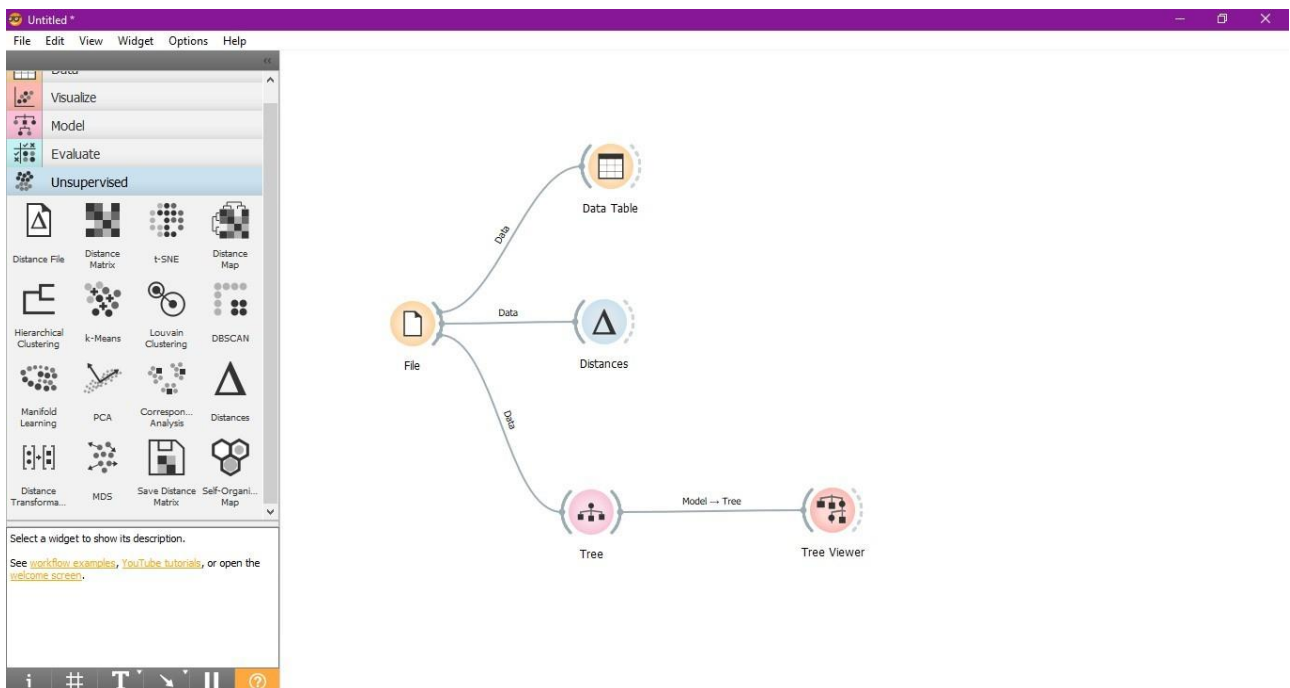 Untitled *
File Edit View Widget Options Help
Data
Visualize
Model
Evaluate
Unsupervised
Distance File
Distance
Matrix
t-SNE
Distance
Map
Hierarchical
Clustering
k-Means
Louvain
Clustering
DBSCAN
Manifold
Learning
PCA
Correspon...
Analysis
Distances
Distance
Transforma...
MDS
Save Distance
Matrix
Self-Organi...
Map
Select a widget to show its description.
See workflow examples, YouTube tutorials, or open the
welcome screen.
i # T ?
Data
Data Table
Data
Distances
File
Data
Tree
Model → Tree
Tree Viewer